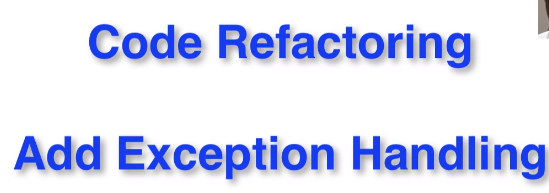 Code Refactoring
Add Exception Handling